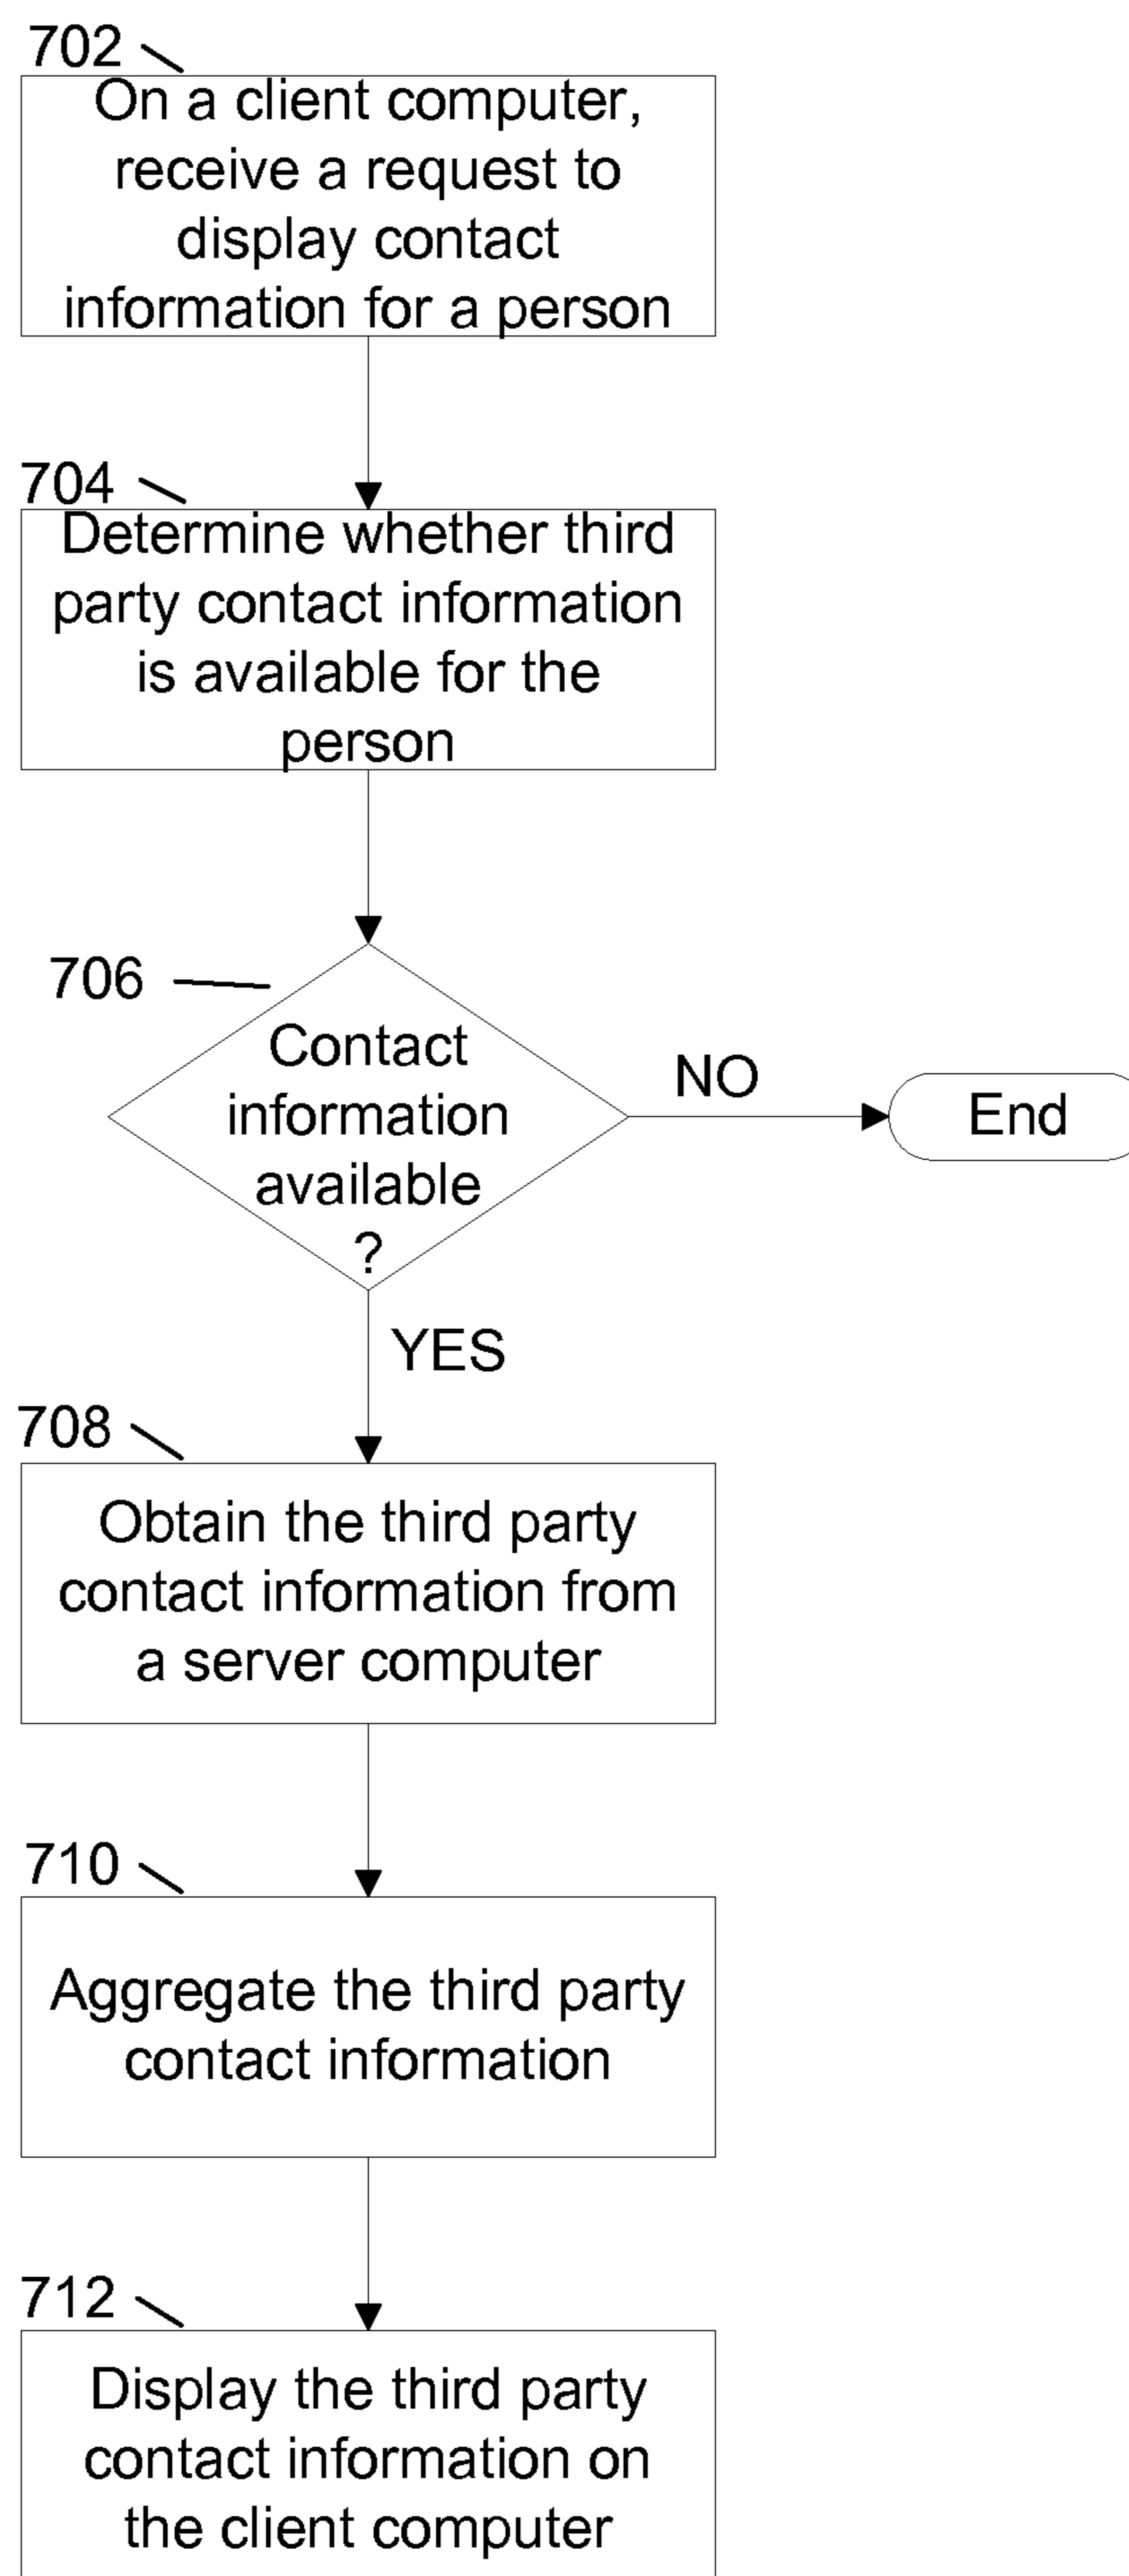 702
On a client computer,
receive a request to
display contact
information for a person
704
Determine whether third
party contact information
is available for the
person
706
Contact
information
available
?
NO
End
YES
708
Obtain the third party
contact information from
a server computer
710
Aggregate the third party
contact information
712
Display the third party
contact information on
the client computer